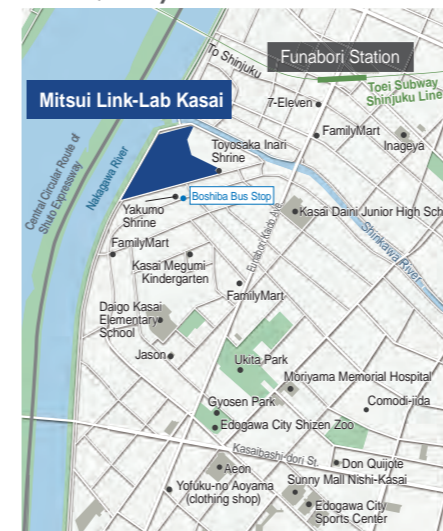 To Shinjuku
Funabori Station
Toei Subway
Shinjuku Line
Mitsui Link-Lab Kasai
7-Eleven
FamilyMart
Inageya
Toyosaka Inari
Shrine
Central Circular Route of
Shuto Expressway
Nakagawa River
Boshiba Bus Stop
Yakumo
Shrine
Kasai Daini Junior High Sch
Shinkawa River
Funabori Kaido Ave.
FamilyMart
Kasai Megumi
Kindergarten
FamilyMart
Daigo Kasai
Elementary
School
Jason
Ukita Park
Moriyama Memorial Hospital
Comodi-iida
Gyosen Park
Edogawa City Shizen Zoo
Kasaibashi-dori St.
Aeon
Don Quijote
Yofuku-no Aoyama
(clothing shop)
Sunny Mall Nishi-Kasai
Edogawa City
Sports Center